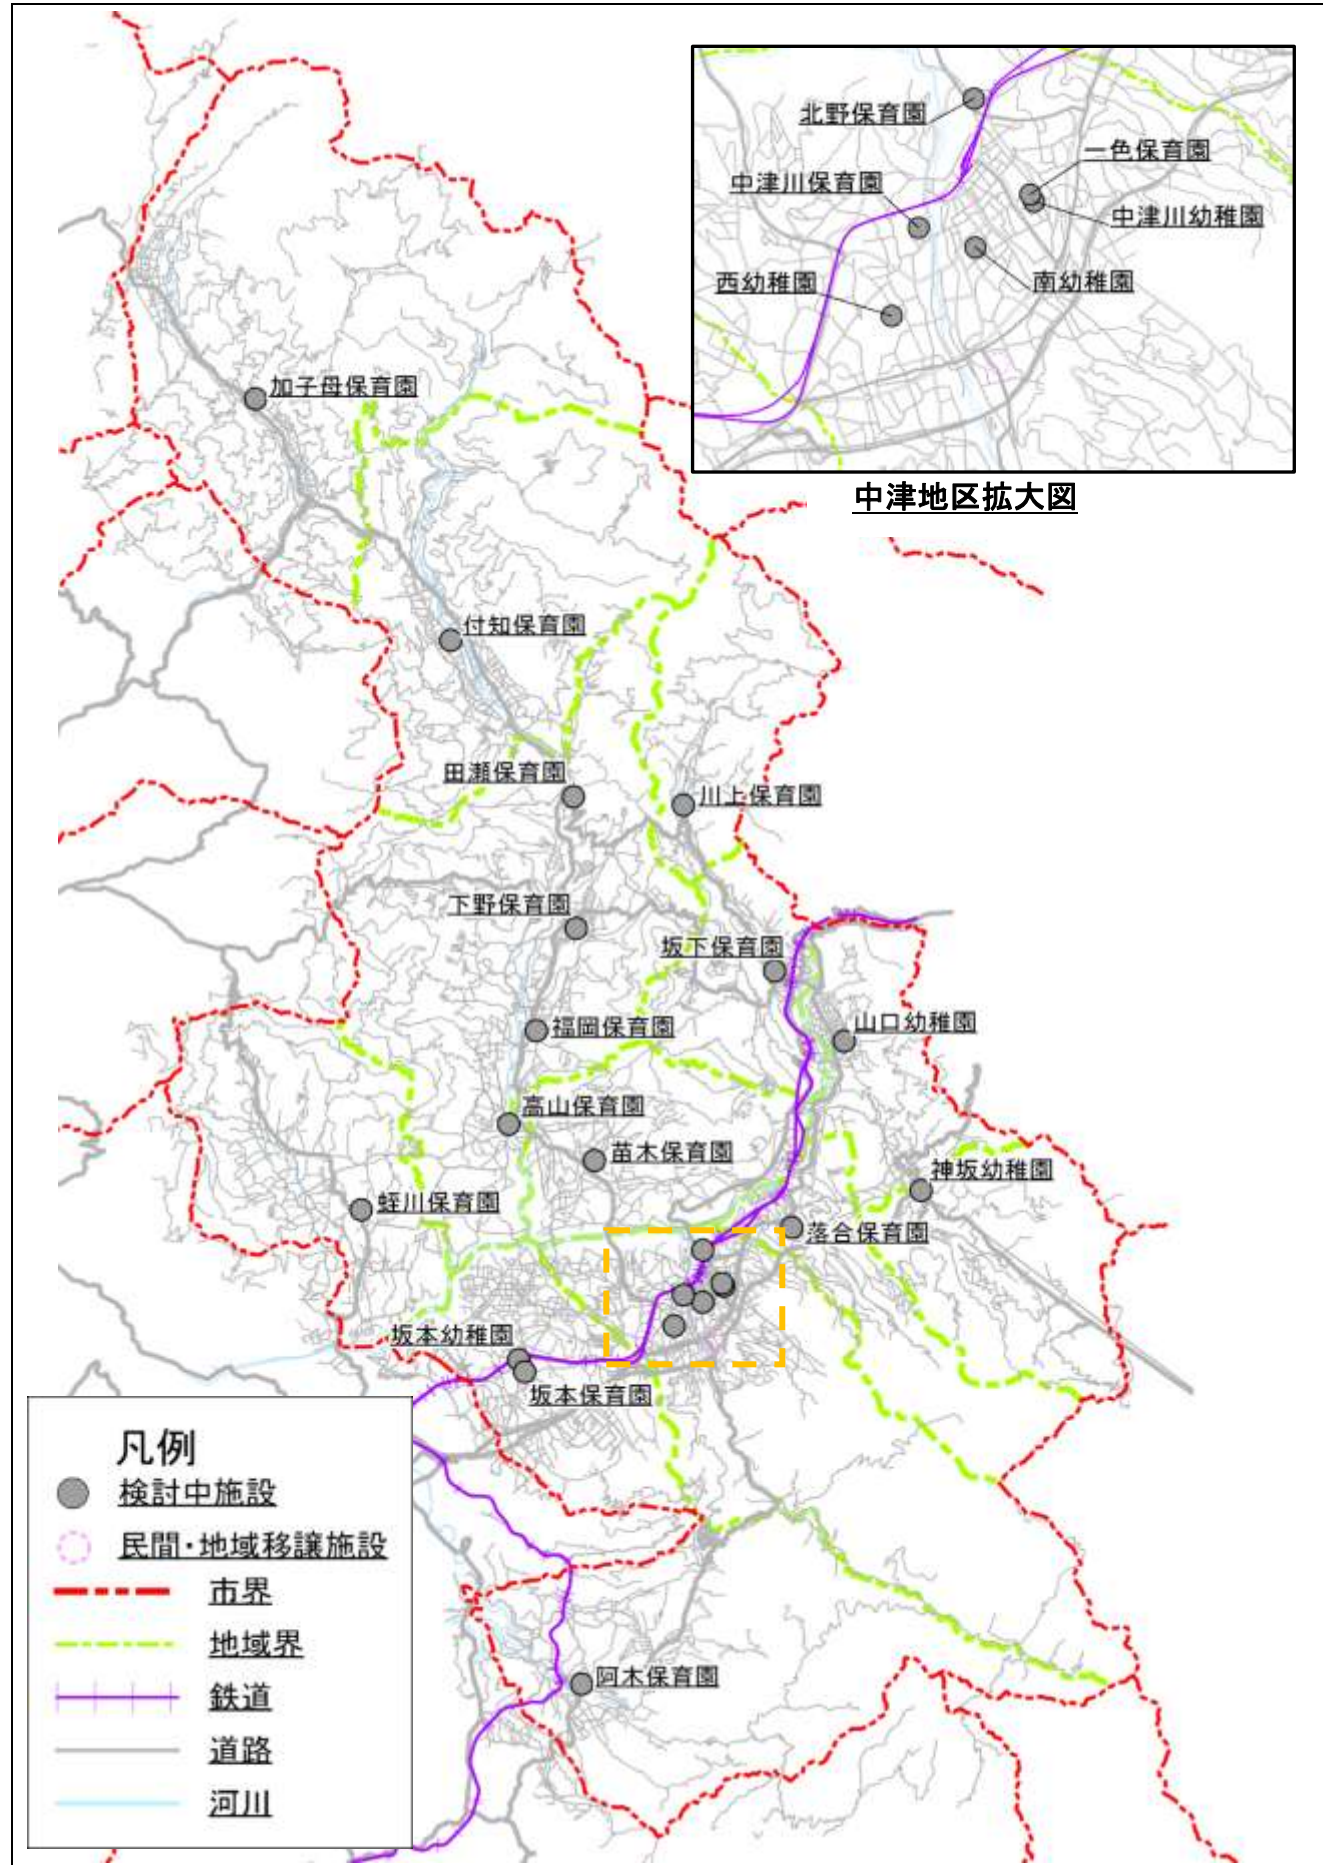 北野保育園
一色保育園
中津川保育園
中津川幼稚園
西幼稚園
南幼稚園
中津地区拡大図
加子母保育園
付知保育園
田瀬保育園
川上保育園
下野保育園
坂下保育園
福岡保育園
山口幼稚園
高山保育園
苗木保育園
神坂幼稚園
蛭川保育園
落合保育園
坂本幼稚園
坂本保育園
阿木保育園
凡例
検討中施設
民間・地域移譲施設
市界
地域界
鉄道
道路
河川